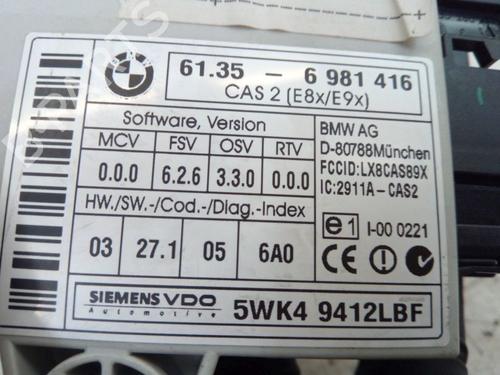 BMW
61.35 - 6 981 416
CAS 2 (E8x/E9x)
Software, Version
MCV FSV OSV RTV
0.0.0 6.2.6 3.3.0 0.0.0
HW./SW.-/Cod.-/Diag.-Index
03 27.1 05 6A0
BMW AG
D-80788München
FCCID:LX8CAS89X
IC:2911A-CAS2
e1 I-00 0221
CE
SIEMENS VDO
Automotive
5WK4 9412LBF